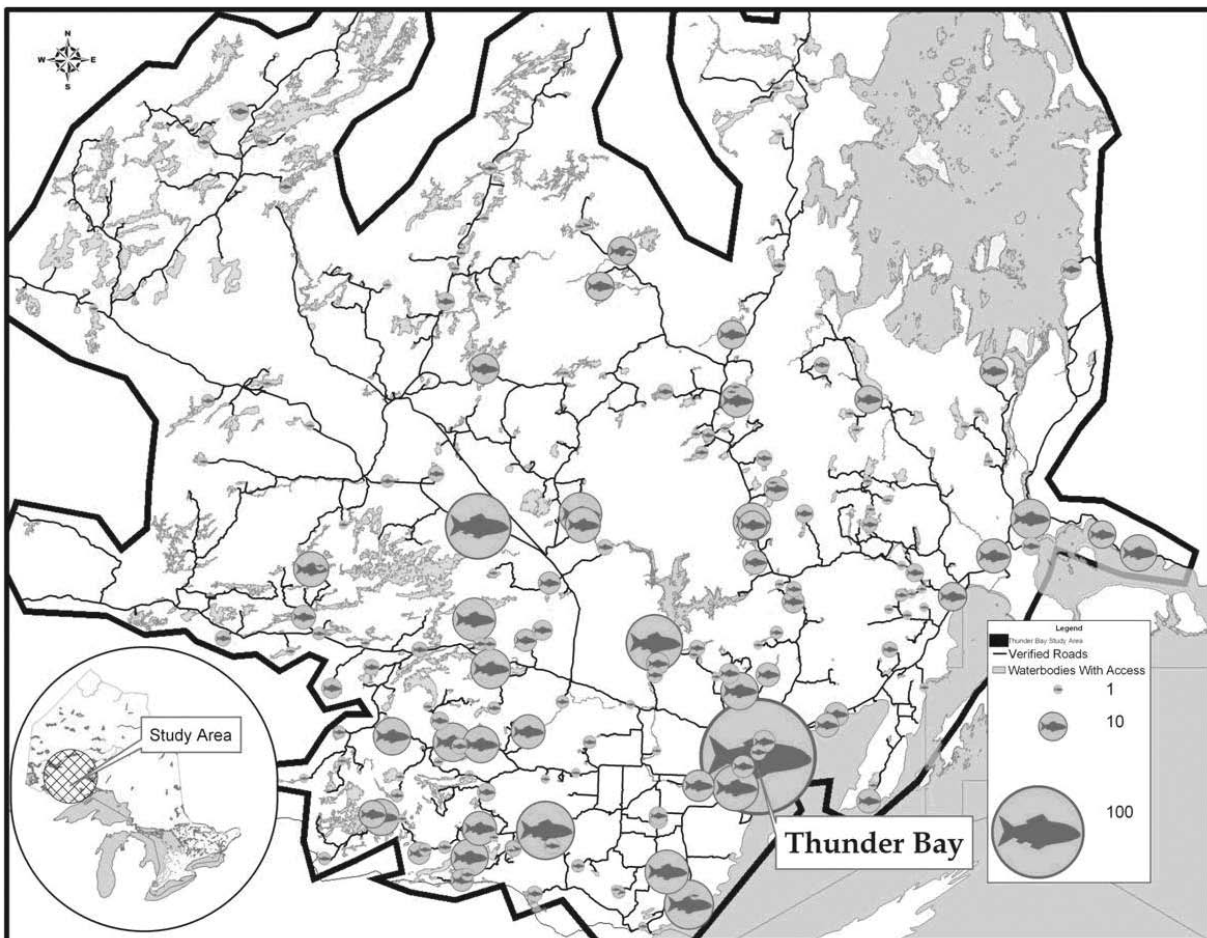 N
W E
S
Study Area
Thunder Bay
Legend
Thunder Bay Study Area
Verified Roads
Waterbodies With Access
1
10
100